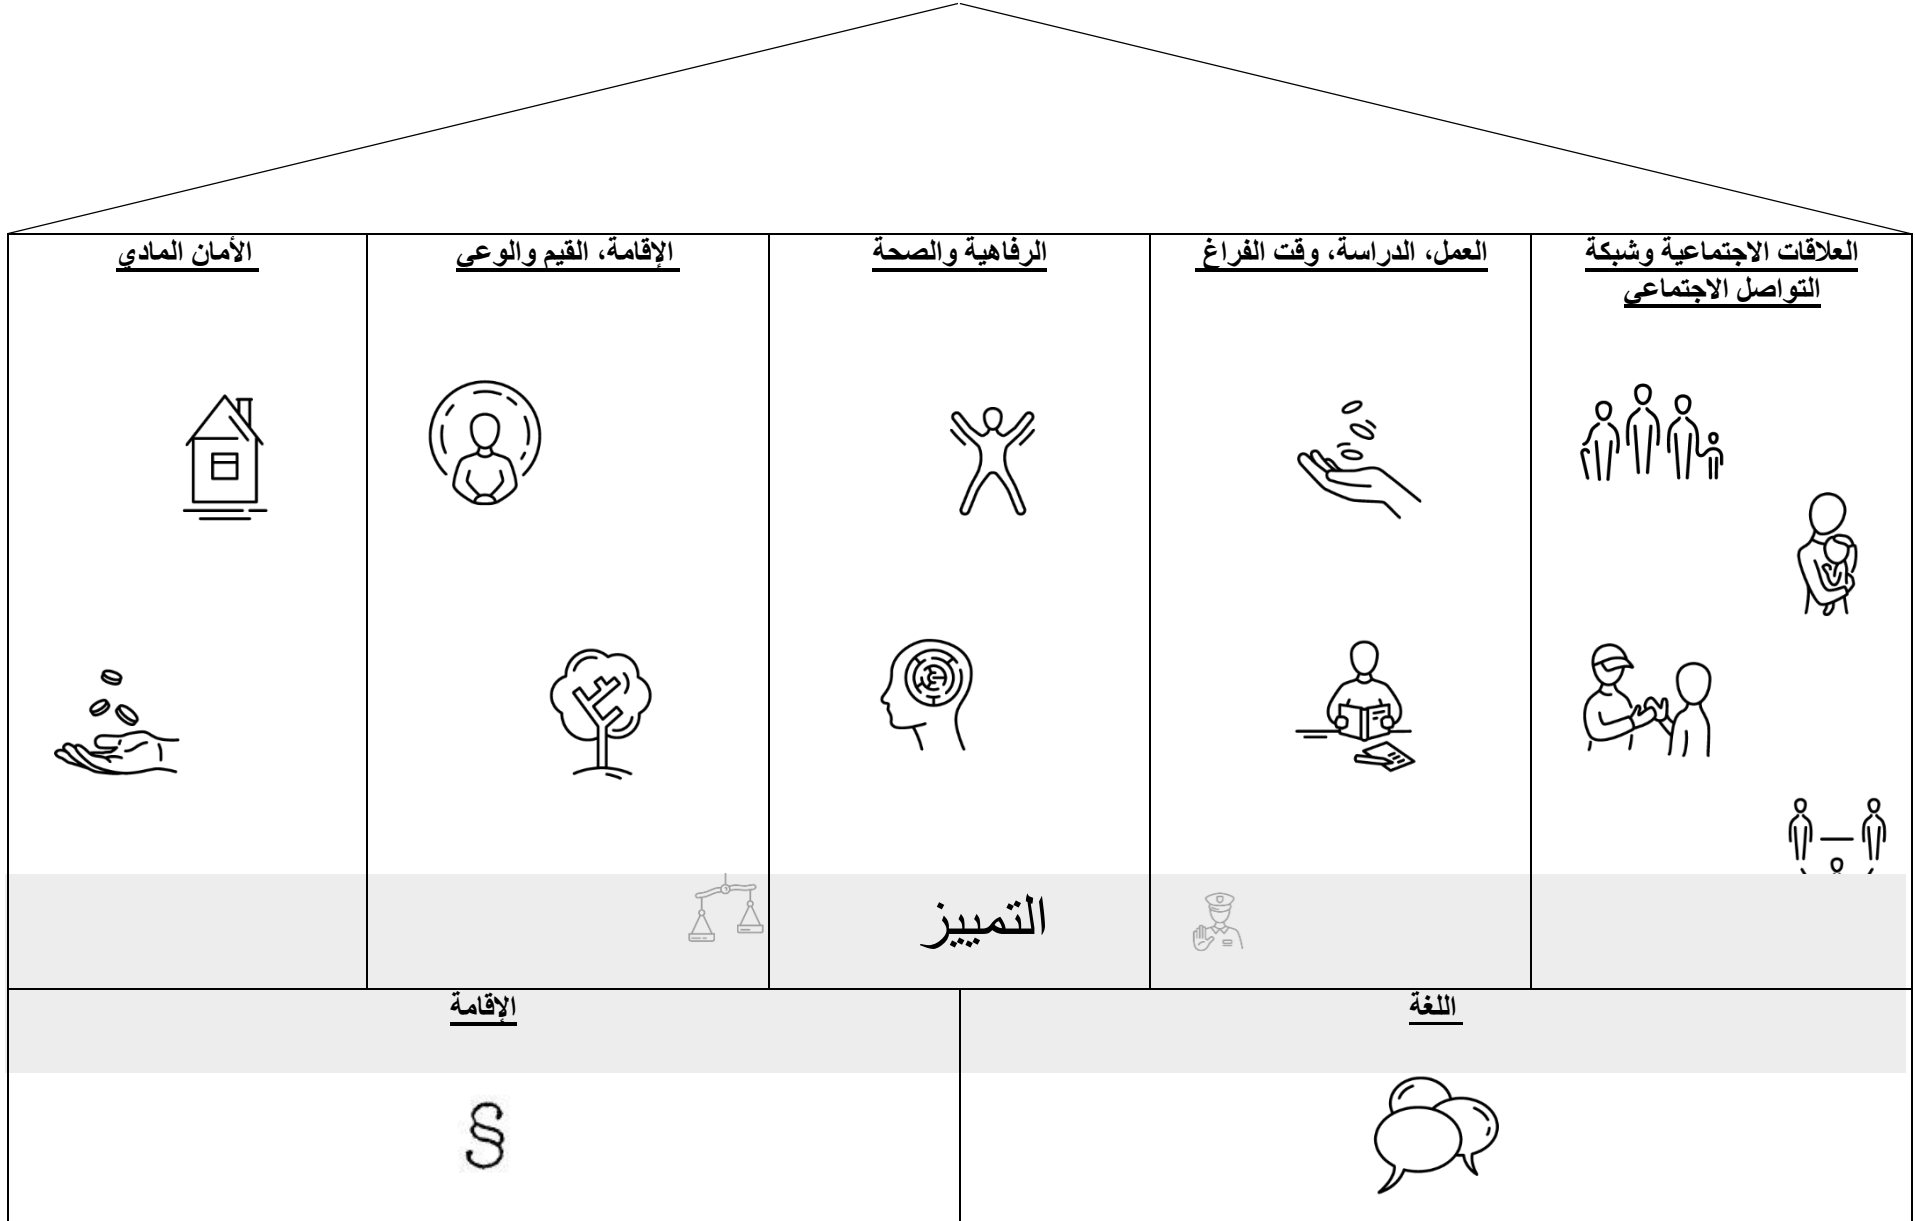 العلاقات الاجتماعية وشبكة
التواصل الاجتماعي
العمل، الدراسة، وقت الفراغ
الرفاهية والصحة
الإقامة، القيم والوعي
الأمان المادي
التمييز
اللغة
الإقامة
§